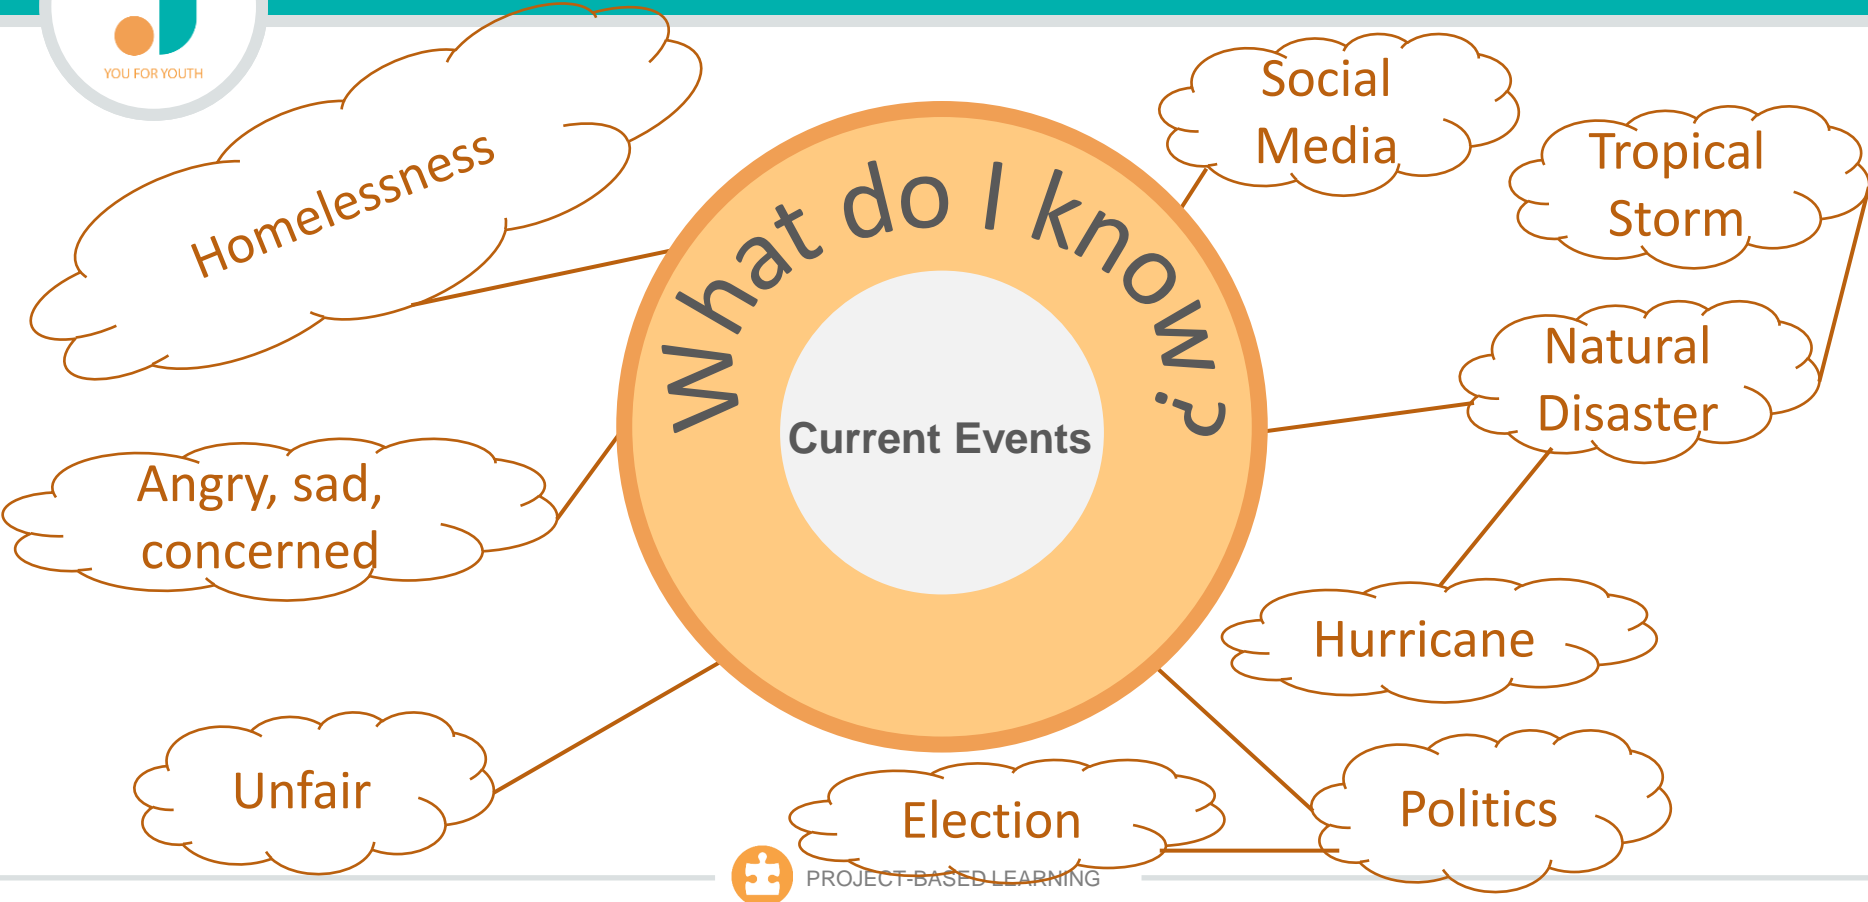 YOU FOR YOUTH
Homelessness
What do I know?
Social
Media
Tropical
Storm
Natural
Disaster
Current Events
Angry, sad,
concerned
Hurricane
Unfair
Election
Politics
PROJECT-BASED LEARNING